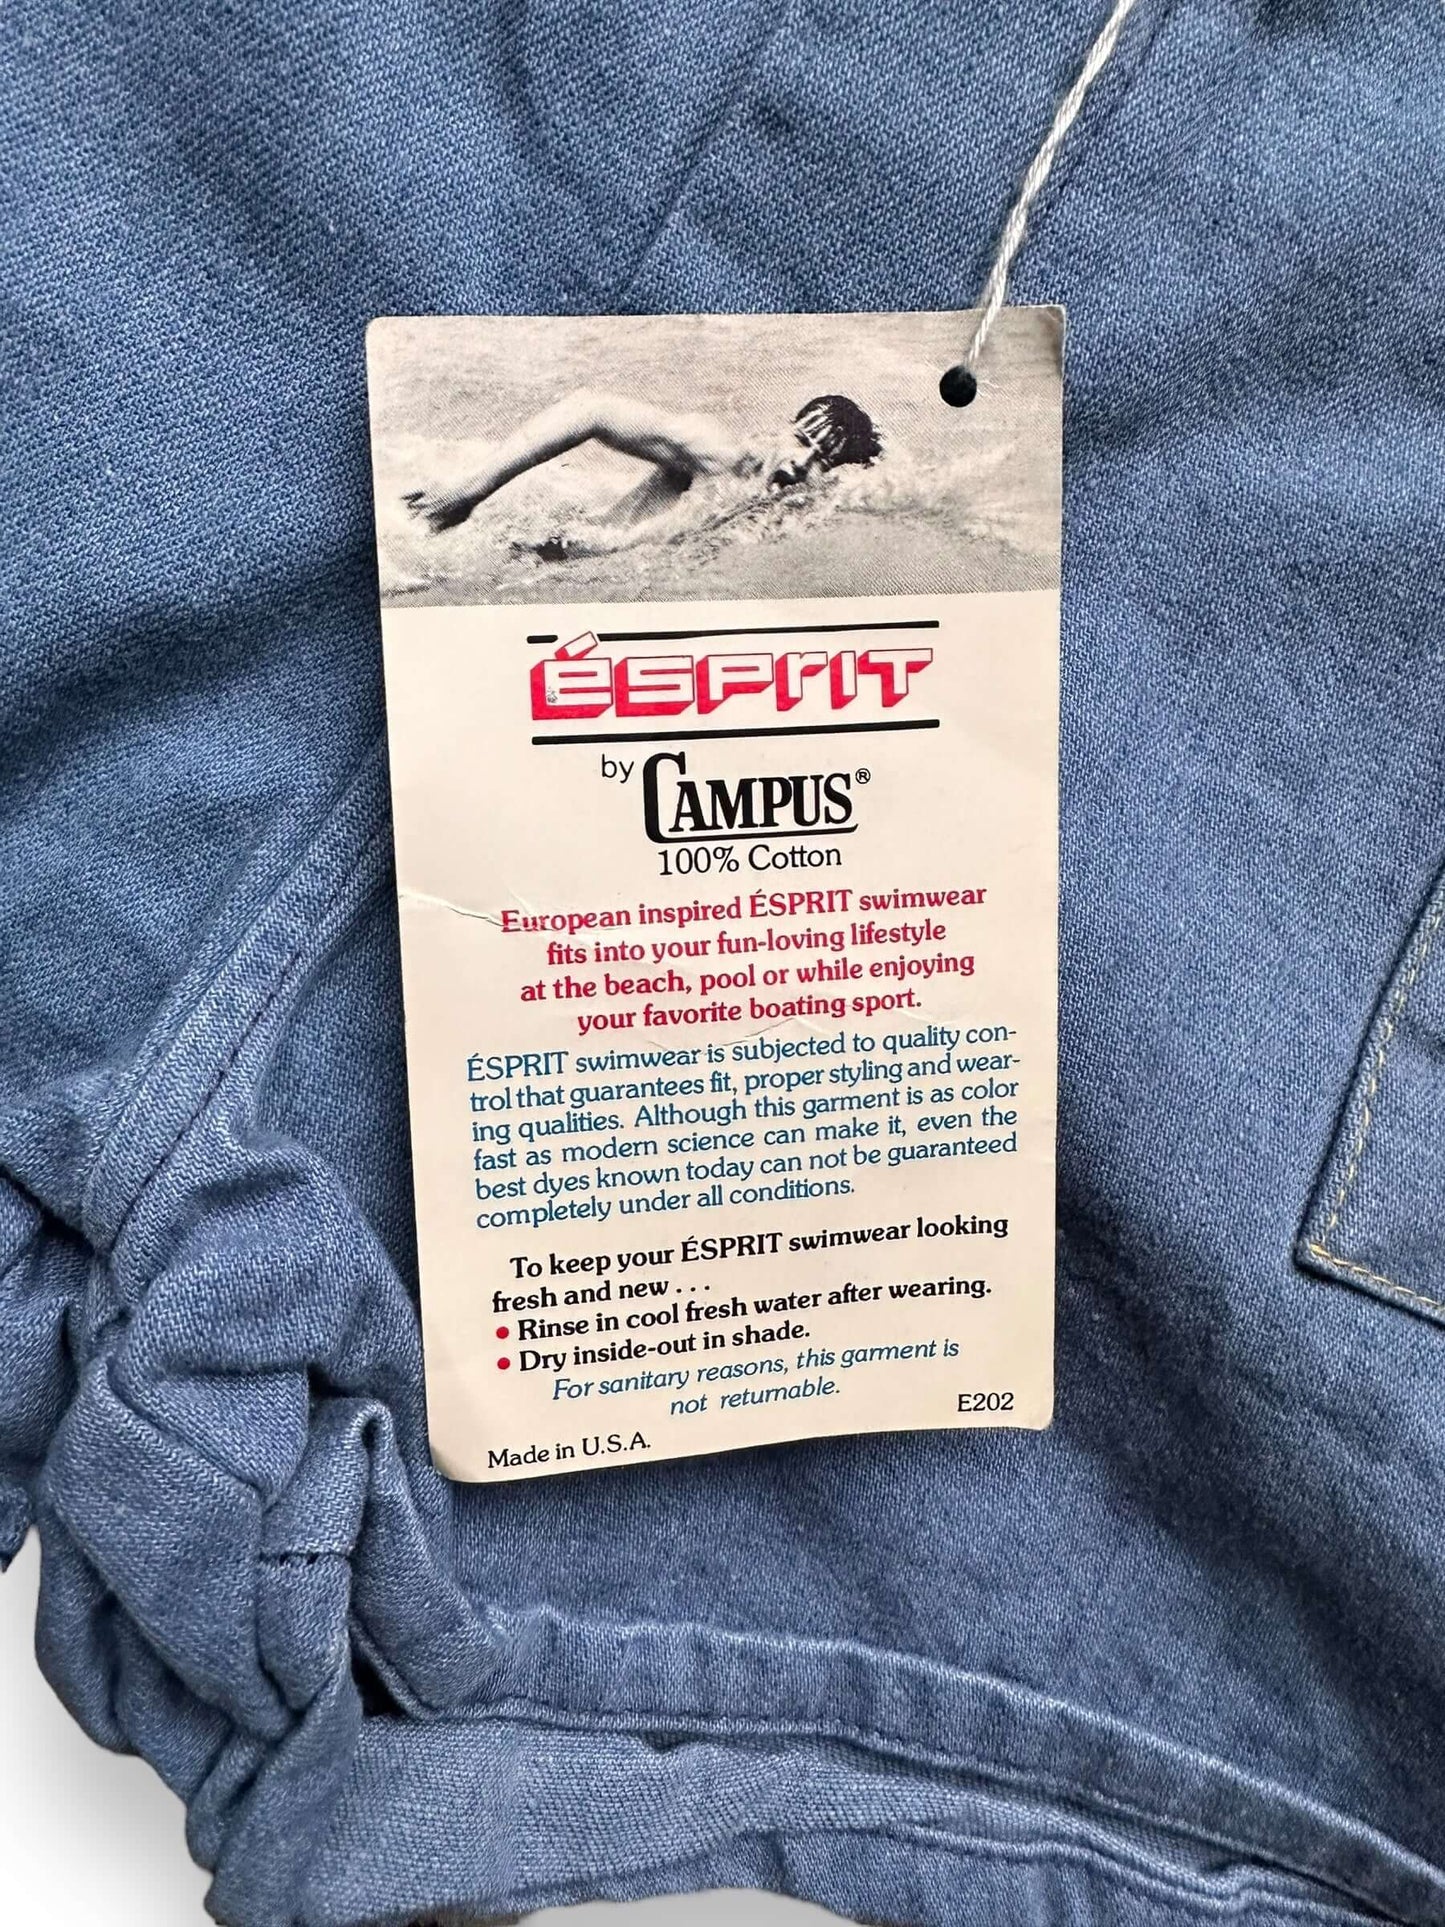 ÉSPRIT
by CAMPUS®
100% Cotton
European inspired ÉSPRIT swimwear
fits into your fun-loving lifestyle
at the beach, pool or while enjoying
your favorite boating sport.
ÉSPRIT swimwear is subjected to quality con-
trol that guarantees fit, proper styling and wear-
ing qualities. Although this garment is as color
fast as modern science can make it, even the
best dyes known today can not be guaranteed
completely under all conditions.
To keep your ÉSPRIT swimwear looking
fresh and new . . .
• Rinse in cool fresh water after wearing.
• Dry inside-out in shade.
For sanitary reasons, this garment is
not returnable.
E202
Made in U.S.A.